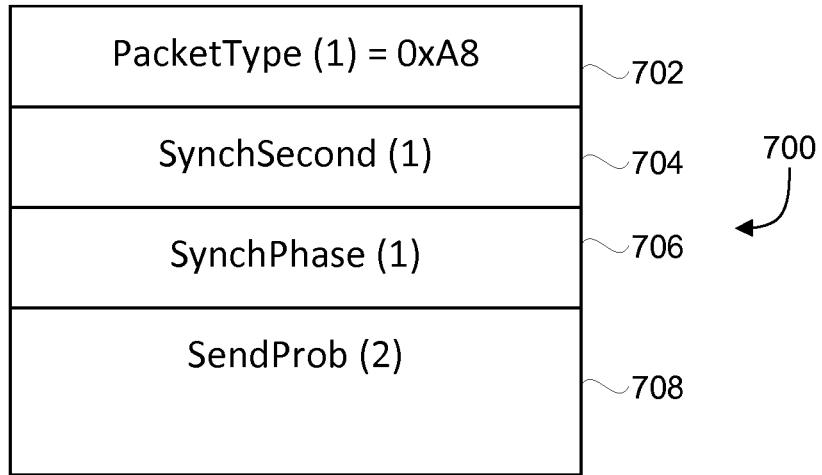 PacketType (1) = 0xA8
702
SynchSecond (1)
704
700
SynchPhase (1)
706
SendProb (2)
708